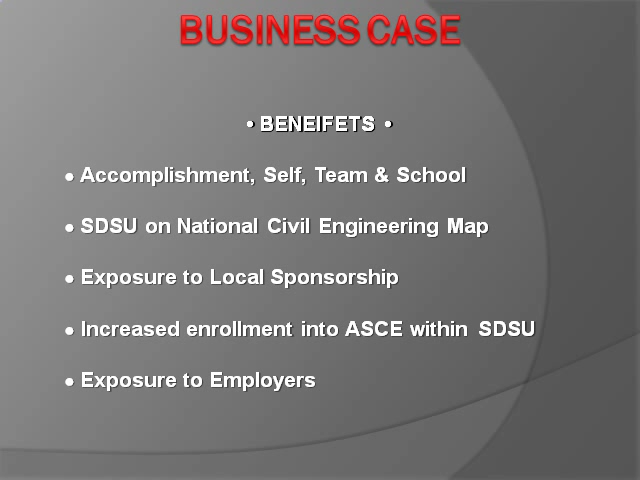 BUSINESS CASE
• BENEIFETS •
● Accomplishment, Self, Team & School
● SDSU on National Civil Engineering Map
● Exposure to Local Sponsorship
● Increased enrollment into ASCE within SDSU
● Exposure to Employers